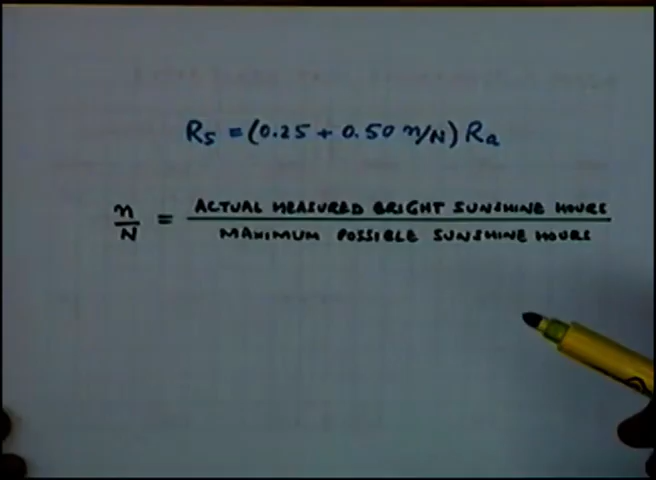 Rs = (0.25 + 0.50 n/N) Ra
n/N = ACTUAL MEASURED BRIGHT SUNSHINE HOURS / MAXIMUM POSSIBLE SUNSHINE HOURS